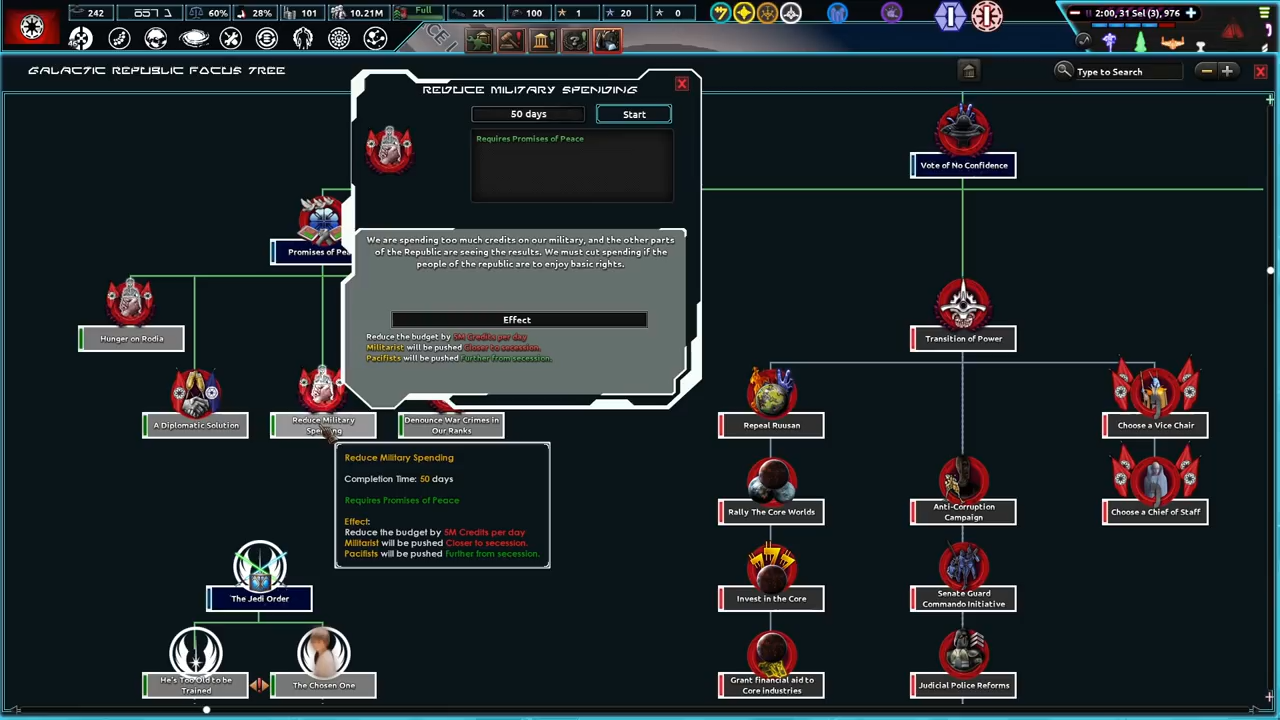 242
557
60%
28%
101
10.21M
Full
2K
100
1
20
0
2:00, 31 Sel (3), 976
GALACTIC REPUBLIC FOCUS TREE
Type to Search
REDUCE MILITARY SPENDING
50 days
Start
Requires Promises of Peace
We are spending too much credits on our military, and the other parts
of the Republic are seeing the results. We must cut spending if the
people of the republic are to enjoy basic rights.
Effect
Reduce the budget by 5M Credits per day
Militarist will be pushed Closer to secession.
Pacifists will be pushed Further from secession.
Vote of No Confidence
Promises of Pea
Hunger on Rodia
Transition of Power
A Diplomatic Solution
Reduce Military
Spending
Denounce War Crimes in
Our Ranks
Repeal Ruusan
Choose a Vice Chair
Reduce Military Spending
Completion Time: 50 days
Requires Promises of Peace
Effect:
Reduce the budget by 5M Credits per day
Militarist will be pushed Closer to secession.
Pacifists will be pushed Further from secession.
Rally The Core Worlds
Anti-Corruption
Campaign
Choose a Chief of Staff
The Jedi Order
Invest in the Core
Senate Guard
Commando Initiative
He's Too Old to be
Trained
The Chosen One
Grant financial aid to
Core industries
Judicial Police Reforms